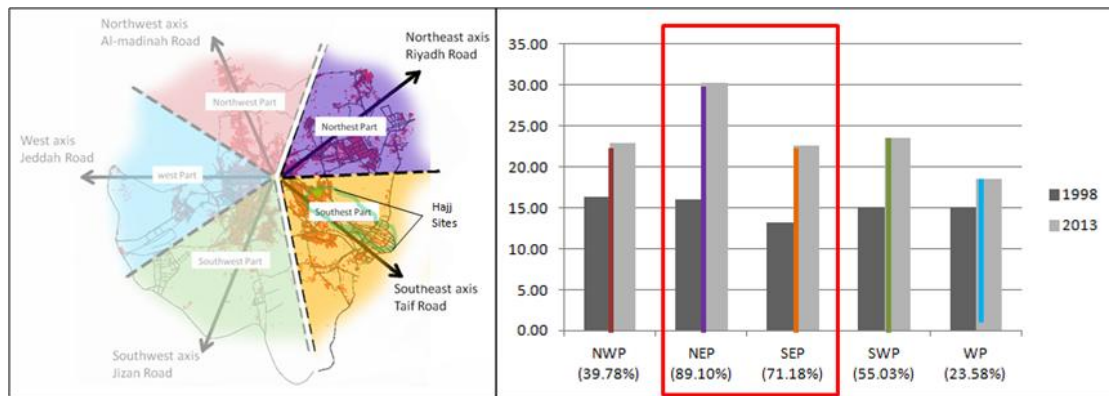 Northwest axis
Al-madinah Road
Northeast axis
Riyadh Road
Northwest Part
Northest Part
West axis
Jeddah Road
west Part
Hajj
Sites
Southest Part
Southwest Part
Southeast axis
Taif Road
Southwest axis
Jizan Road
35.00
30.00
25.00
20.00
15.00
10.00
5.00
0.00
1998
2013
NWP
(39.78%)
NEP
(89.10%)
SEP
(71.18%)
SWP
(55.03%)
WP
(23.58%)